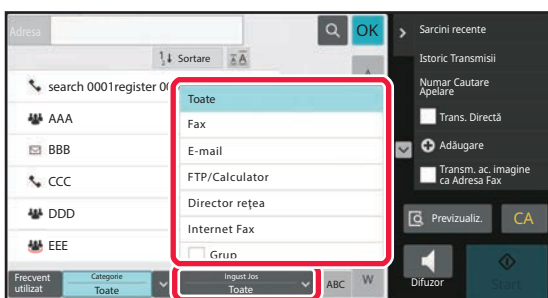 Adresa
OK
Sortare
search 0001register 00
AAA
BBB
CCC
DDD
EEE
Toate
Fax
E-mail
FTP/Calculator
Director rețea
Internet Fax
Grup
Frecvent
utilizat
Categorie
Toate
Ingust Jos
Toate
ABC
W
Sarcini recente
Istoric Transmisii
Numar Cautare
Apelare
Trans. Directă
Adăugare
Transm. ac. imagine
ca Adresa Fax
Previzualiz.
CA
Difuzor
Start